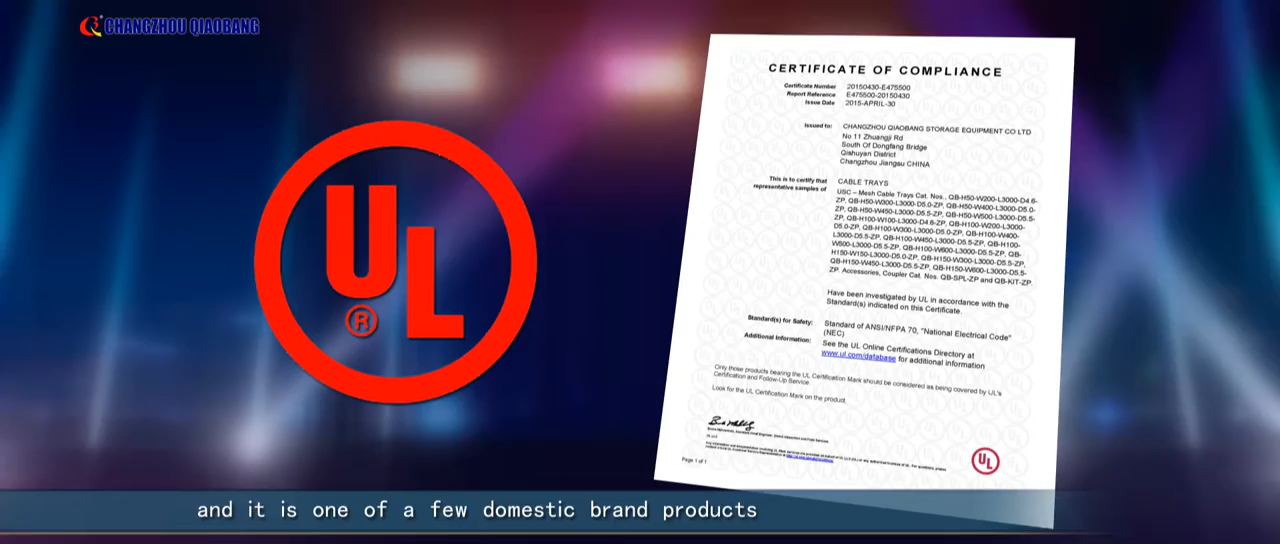 CHANGZHOU QIAOBANG
UL
®
CERTIFICATE OF COMPLIANCE
Certificate Number 20150430-E475500
Report Reference E475500-20150430
Issue Date 2015-APRIL-30
Issued to: CHANGZHOU QIAOBANG STORAGE EQUIPMENT CO LTD
No 11 Zhuangji Rd
South Of Dongfang Bridge
Qishuyan District
Changzhou Jiangsu CHINA
This is to certify that CABLE TRAYS
representative samples of USC – Mesh Cable Trays Cat. Nos., QB-H50-W200-L3000-D4.6-
ZP, QB-H50-W300-L3000-D5.0-ZP, QB-H50-W400-L3000-D5.0-
ZP, QB-H50-W450-L3000-D5.5-ZP, QB-H50-W500-L3000-D5.5-
ZP, QB-H100-W100-L3000-D4.6-ZP, QB-H100-W200-L3000-
D5.0-ZP, QB-H100-W300-L3000-D5.0-ZP, QB-H100-W400-
L3000-D5.5-ZP, QB-H100-W450-L3000-D5.5-ZP, QB-H100-
W500-L3000-D5.5-ZP, QB-H100-W600-L3000-D5.5-ZP, QB-
H150-W150-L3000-D5.0-ZP, QB-H150-W300-L3000-D5.5-ZP,
QB-H150-W450-L3000-D5.5-ZP, QB-H150-W600-L3000-D5.5-
ZP. Accessories, Coupler Cat. Nos. QB-SPL-ZP and QB-KIT-ZP.
Have been investigated by UL in accordance with the
Standard(s) indicated on this Certificate.
Standard(s) for Safety: Standard of ANSI/NFPA 70, "National Electrical Code"
(NEC)
Additional Information: See the UL Online Certifications Directory at
www.ul.com/database for additional information
Only those products bearing the UL Certification Mark should be considered as being covered by UL's
Certification and Follow-Up Service.
Look for the UL Certification Mark on the product.
Page 1 of 1
UL
and it is one of a few domestic brand products